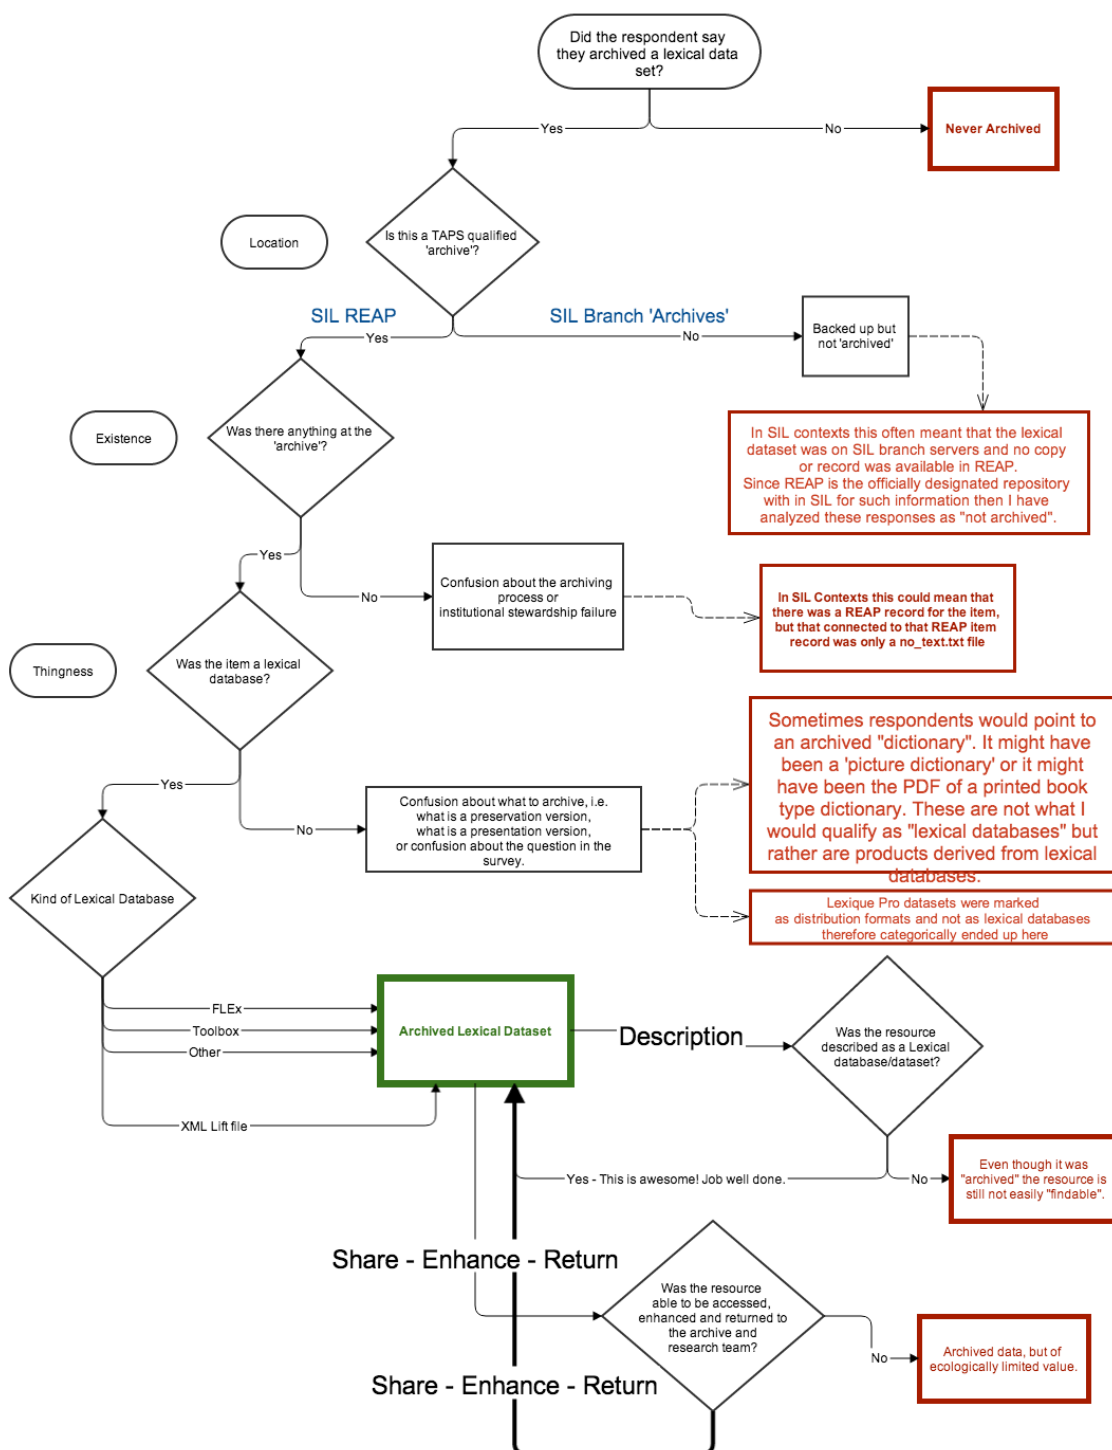 Did the respondent say
they archived a lexical data
set?
Yes
No
Never Archived
Location
Is this a TAPS qualified
'archive'?
SIL REAP
Yes
SIL Branch 'Archives'
No
Backed up but
not 'archived'
In SIL contexts this often meant that the lexical
dataset was on SIL branch servers and no copy
or record was available in REAP.
Since REAP is the officially designated repository
with in SIL for such information then I have
analyzed these responses as "not archived".
Existence
Was there anything at the
'archive'?
Yes
No
Confusion about the archiving
process or
institutional stewardship failure
In SIL Contexts this could mean that
there was a REAP record for the item,
but that connected to that REAP item
record was only a no_text.txt file
Thingness
Was the item a lexical
database?
Yes
No
Confusion about what to archive, i.e.
what is a preservation version,
what is a presentation version,
or confusion about the question in the
survey.
Sometimes respondents would point to
an archived "dictionary". It might have
been a 'picture dictionary' or it might
have been the PDF of a printed book
type dictionary. These are not what I
would qualify as "lexical databases" but
rather are products derived from lexical
databases.
Lexique Pro datasets were marked
as distribution formats and not as lexical databases
therefore categorically ended up here
Kind of Lexical Database
FLEx
Toolbox
Other
XML Lift file
Archived Lexical Dataset
Description
Was the resource
described as a Lexical
database/dataset?
Yes - This is awesome! Job well done.
No
Even though it was
"archived" the resource is
still not easily "findable".
Share - Enhance - Return
Was the resource
able to be accessed,
enhanced and returned to
the archive and
research team?
No
Archived data, but of
ecologically limited value.
Share - Enhance - Return